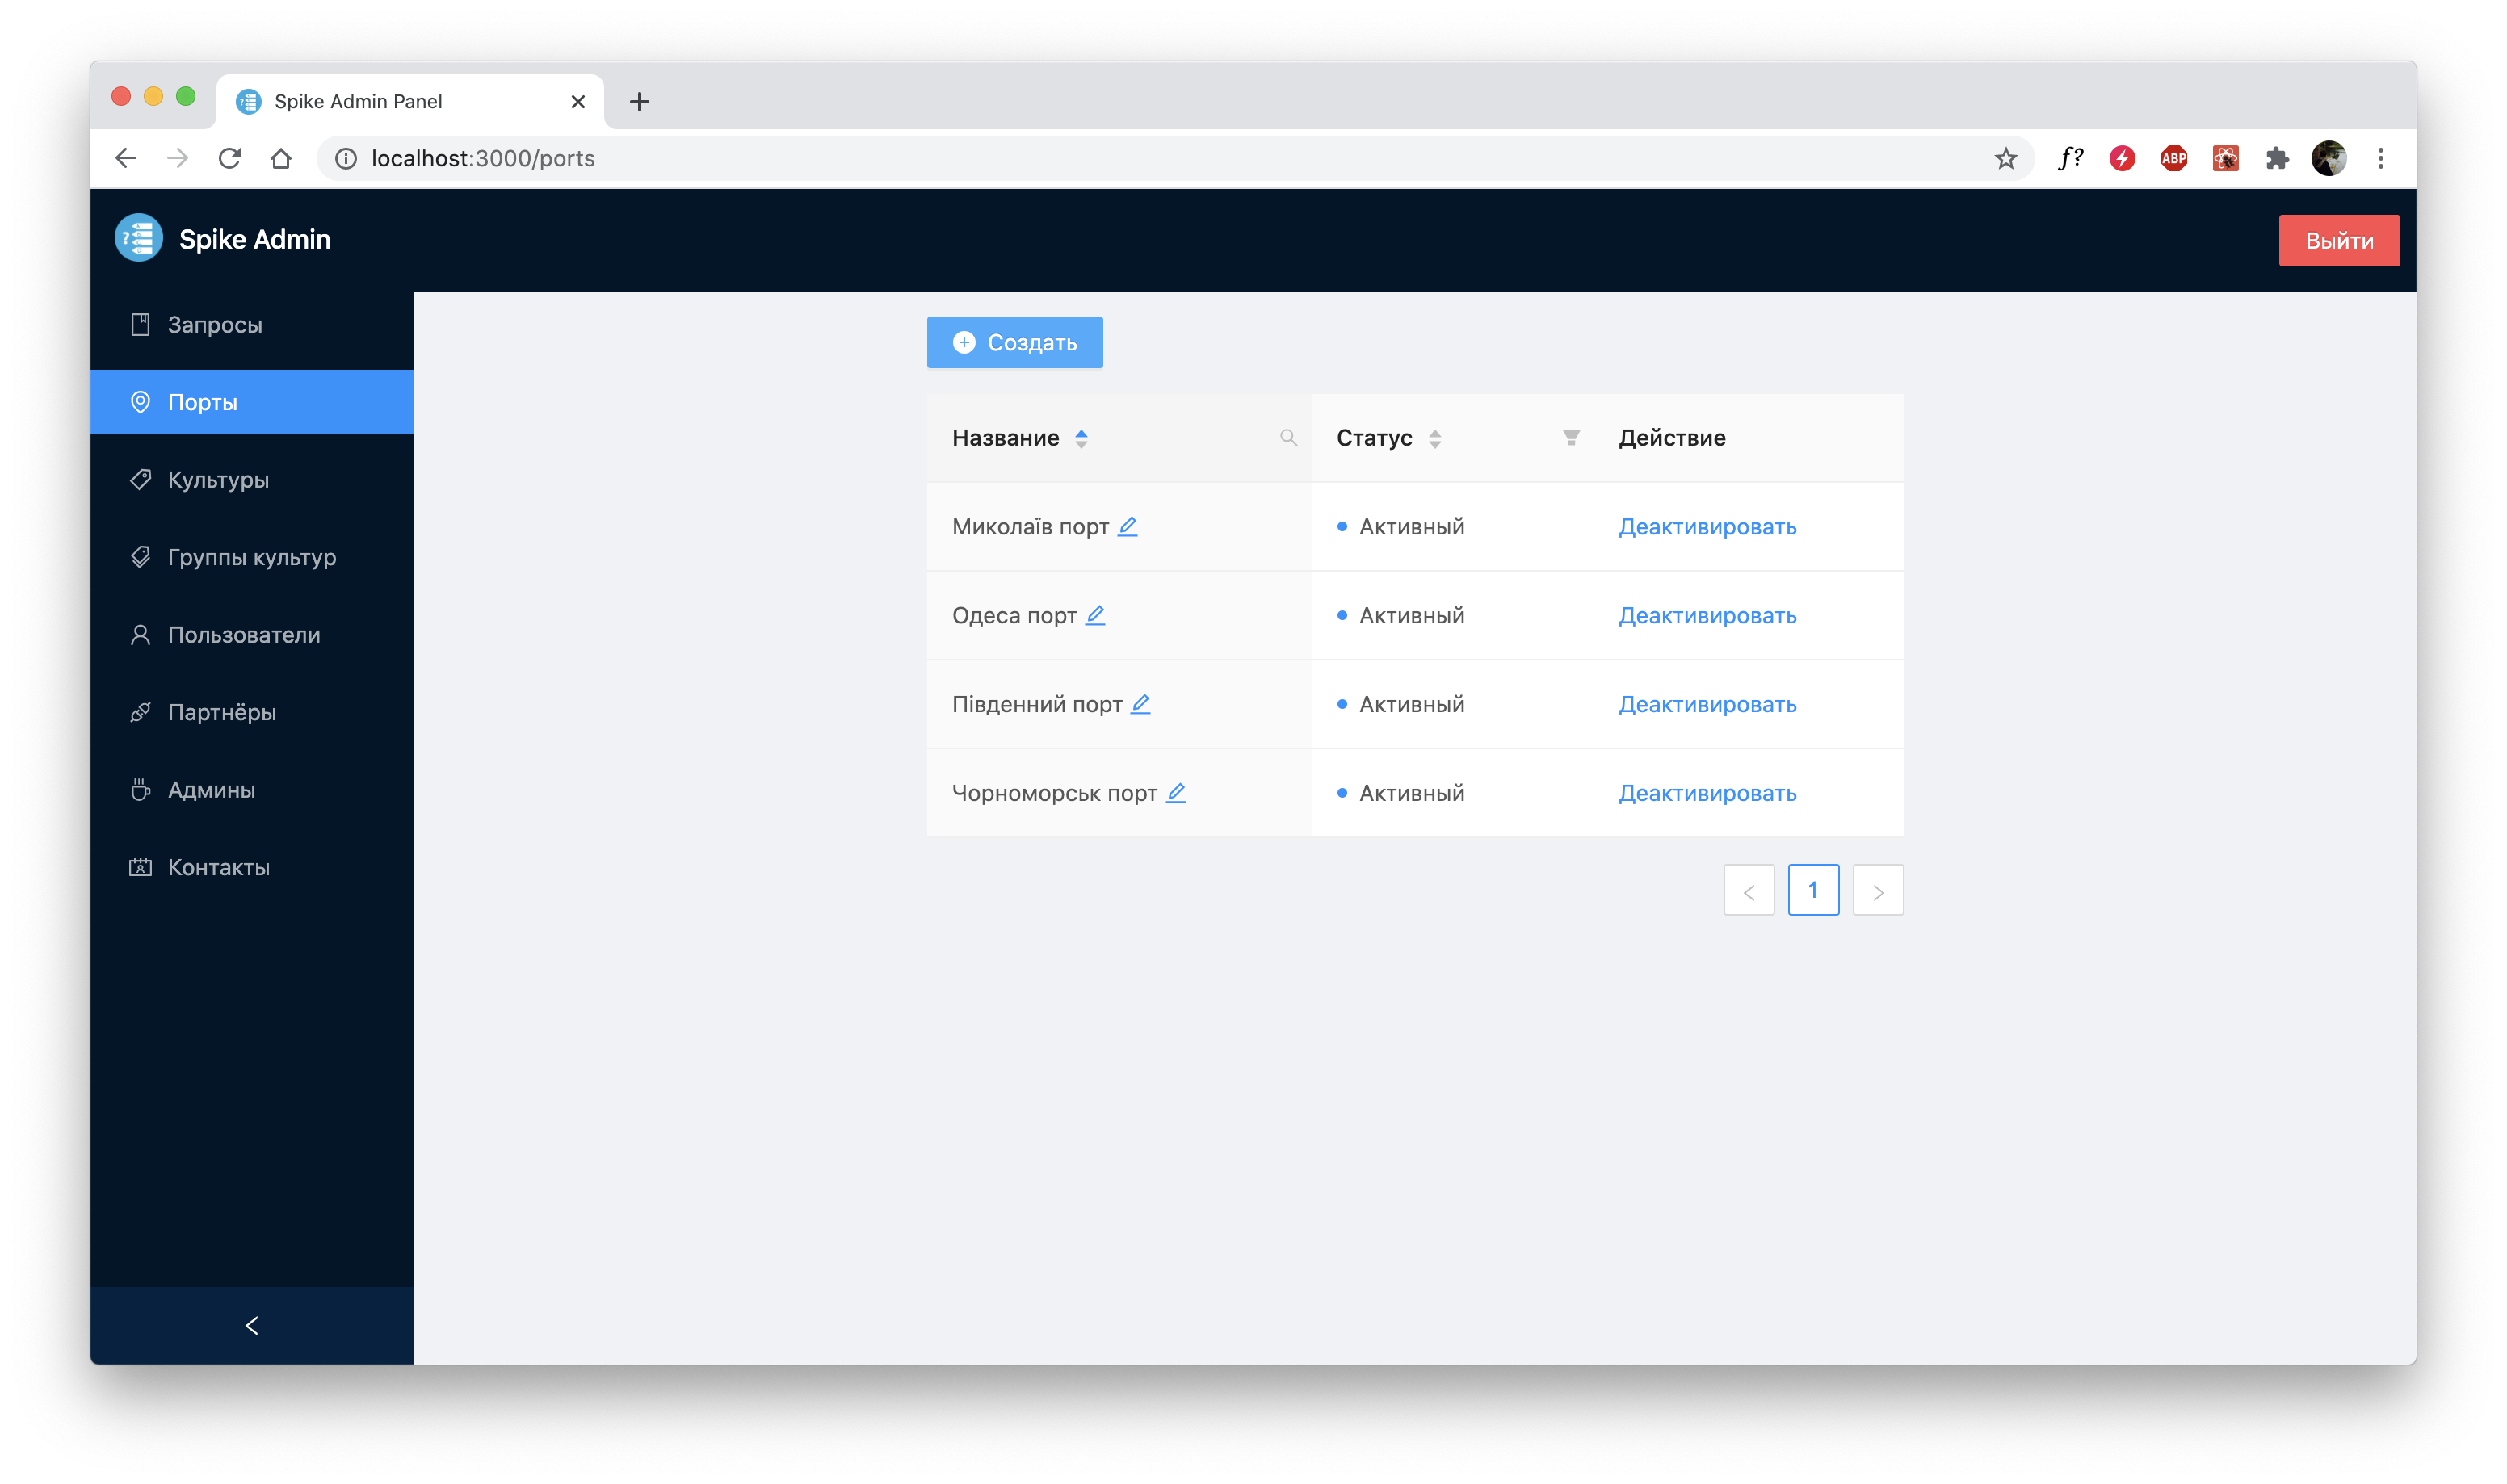 Spike Admin Panel
localhost:3000/ports
f?
ABP
Spike Admin
Выйти
Запросы
Порты
Культуры
Группы культур
Пользователи
Партнёры
Админы
Контакты
Создать
Название Статус Действие
Миколаїв порт Активный Деактивировать
Одеса порт Активный Деактивировать
Південний порт Активный Деактивировать
Чорноморськ порт Активный Деактивировать
1